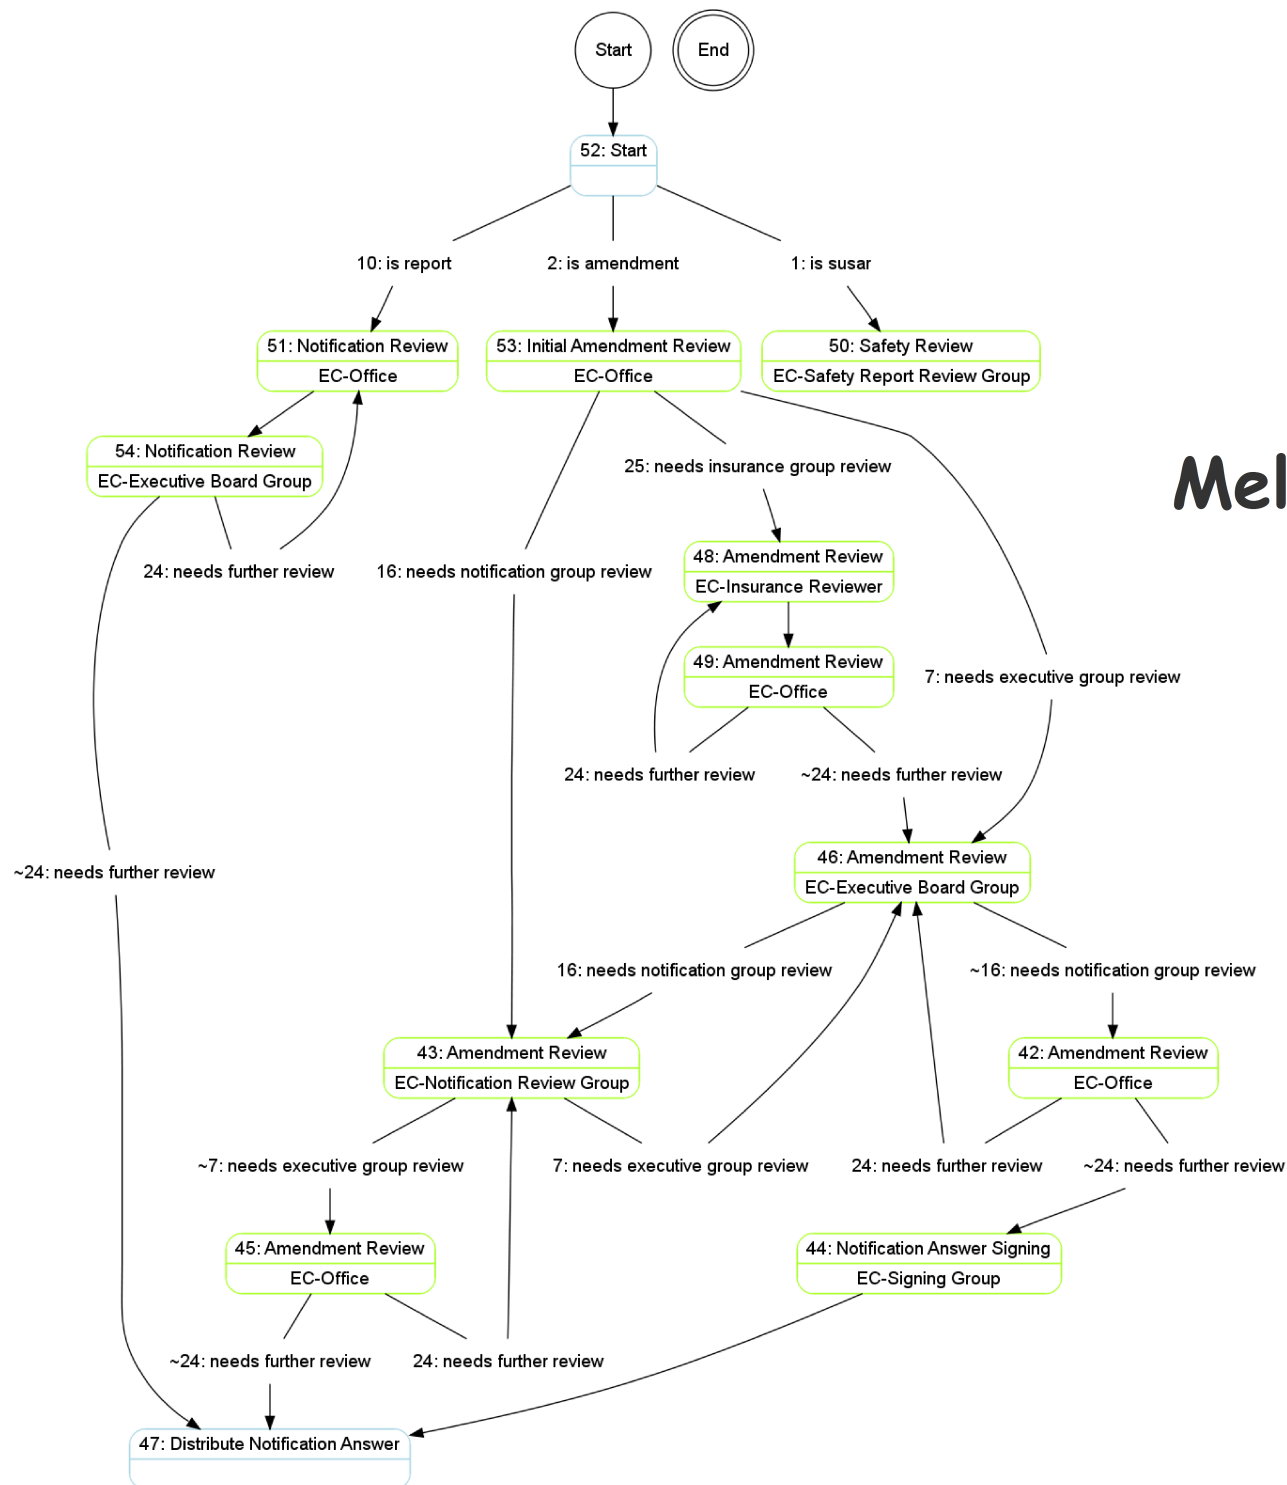 Start
End
52: Start
10: is report
2: is amendment
1: is susar
51: Notification Review
EC-Office
53: Initial Amendment Review
EC-Office
50: Safety Review
EC-Safety Report Review Group
54: Notification Review
EC-Executive Board Group
25: needs insurance group review
Mel
24: needs further review
16: needs notification group review
48: Amendment Review
EC-Insurance Reviewer
49: Amendment Review
EC-Office
7: needs executive group review
24: needs further review
~24: needs further review
~24: needs further review
46: Amendment Review
EC-Executive Board Group
16: needs notification group review
~16: needs notification group review
43: Amendment Review
EC-Notification Review Group
42: Amendment Review
EC-Office
~7: needs executive group review
7: needs executive group review
24: needs further review
~24: needs further review
45: Amendment Review
EC-Office
44: Notification Answer Signing
EC-Signing Group
~24: needs further review
24: needs further review
47: Distribute Notification Answer